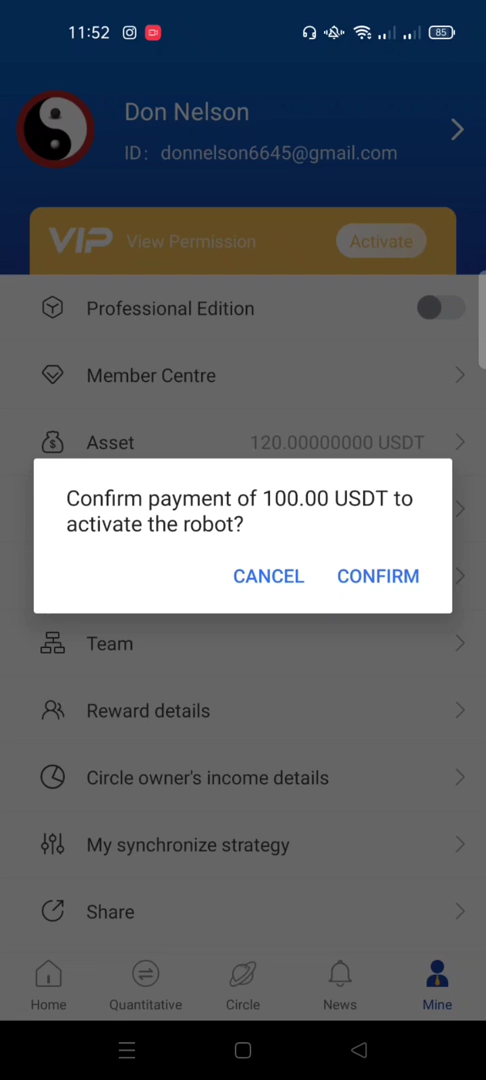 11:52
85
Don Nelson
ID: donnelson6645@gmail.com
VIP View Permission Activate
Professional Edition
Member Centre
Asset 120.00000000 USDT
Confirm payment of 100.00 USDT to
activate the robot?
CANCEL CONFIRM
Team
Reward details
Circle owner's income details
My synchronize strategy
Share
Home Quantitative Circle News Mine